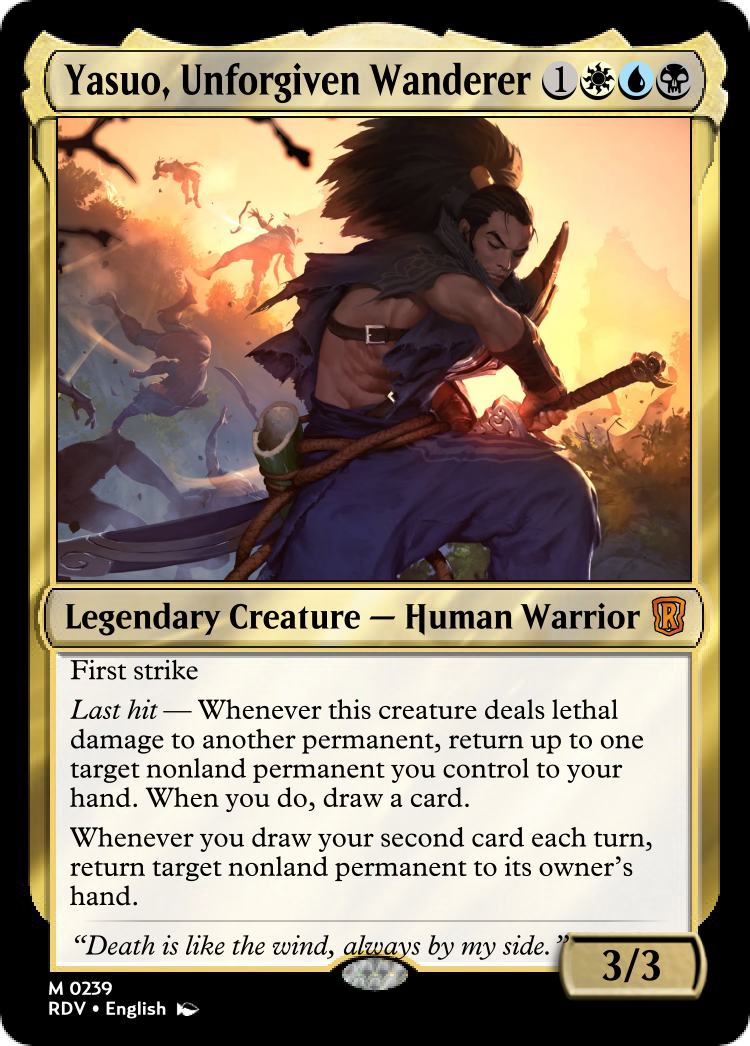 Yasuo, Unforgiven Wanderer 1
Legendary Creature — Human Warrior R
First strike
Last hit — Whenever this creature deals lethal
damage to another permanent, return up to one
target nonland permanent you control to your
hand. When you do, draw a card.
Whenever you draw your second card each turn,
return target nonland permanent to its owner’s
hand.
“Death is like the wind, always by my side.”
3/3
M 0239
RDV • English